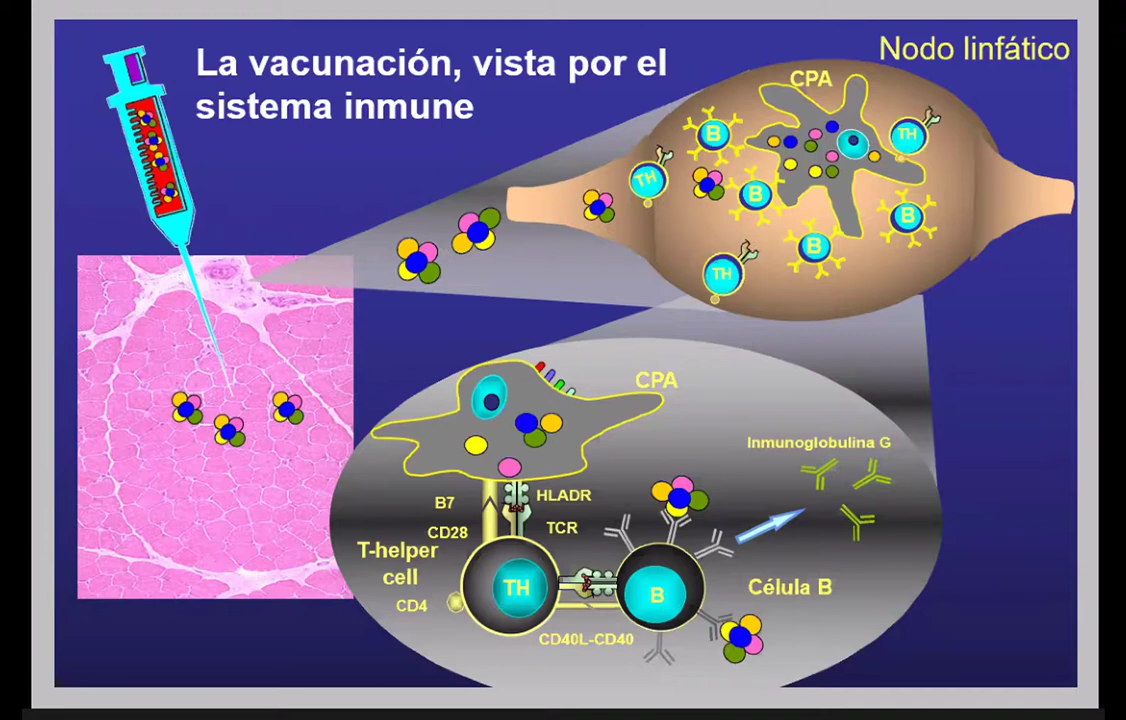 La vacunación, vista por el
sistema inmune
Nodo linfático
CPA
B
TH
TH
B
B
B
TH
CPA
Inmunoglobulina G
B7
HLADR
CD28
TCR
T-helper
cell
TH
B
Célula B
CD4
CD40L-CD40